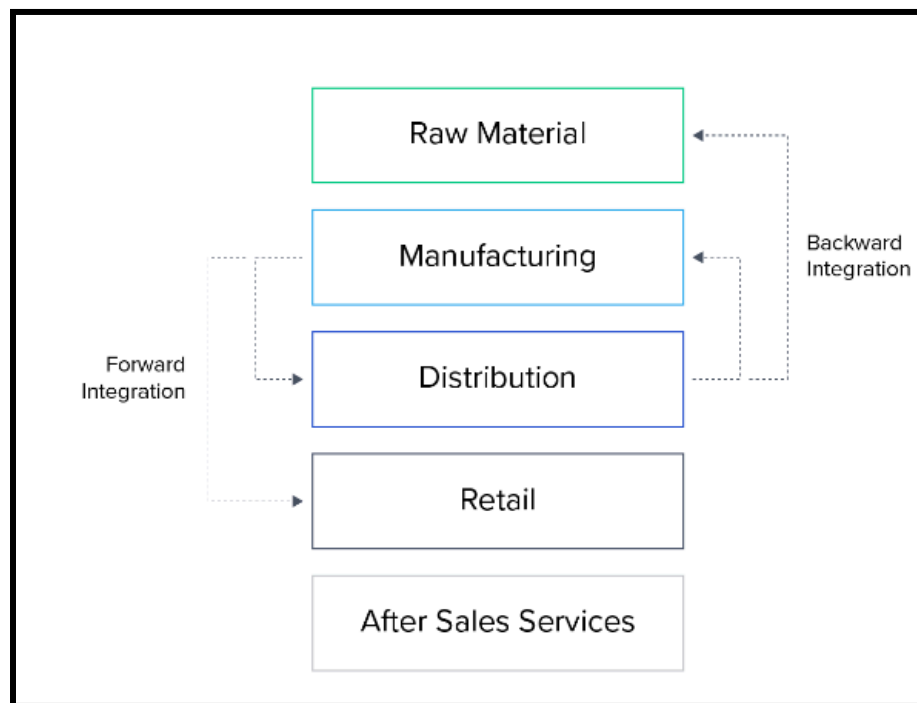 Raw Material
Manufacturing
Backward
Integration
Distribution
Forward
Integration
Retail
After Sales Services